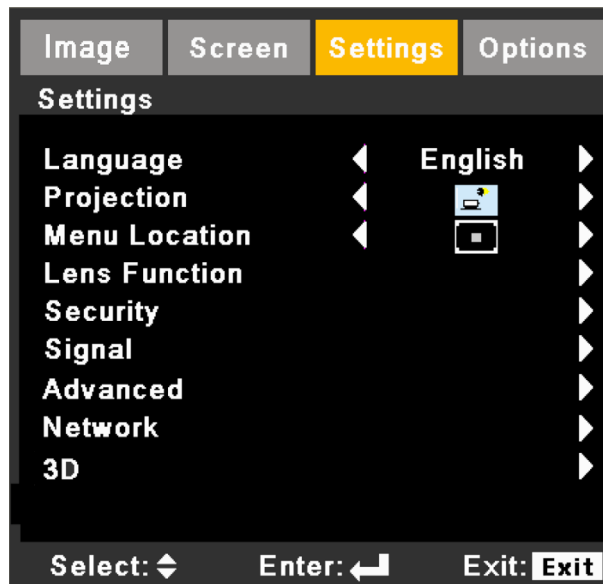 Image Screen Settings Options
Settings
Language English
Projection
Menu Location
Lens Function
Security
Signal
Advanced
Network
3D
Select: Enter: Exit: Exit